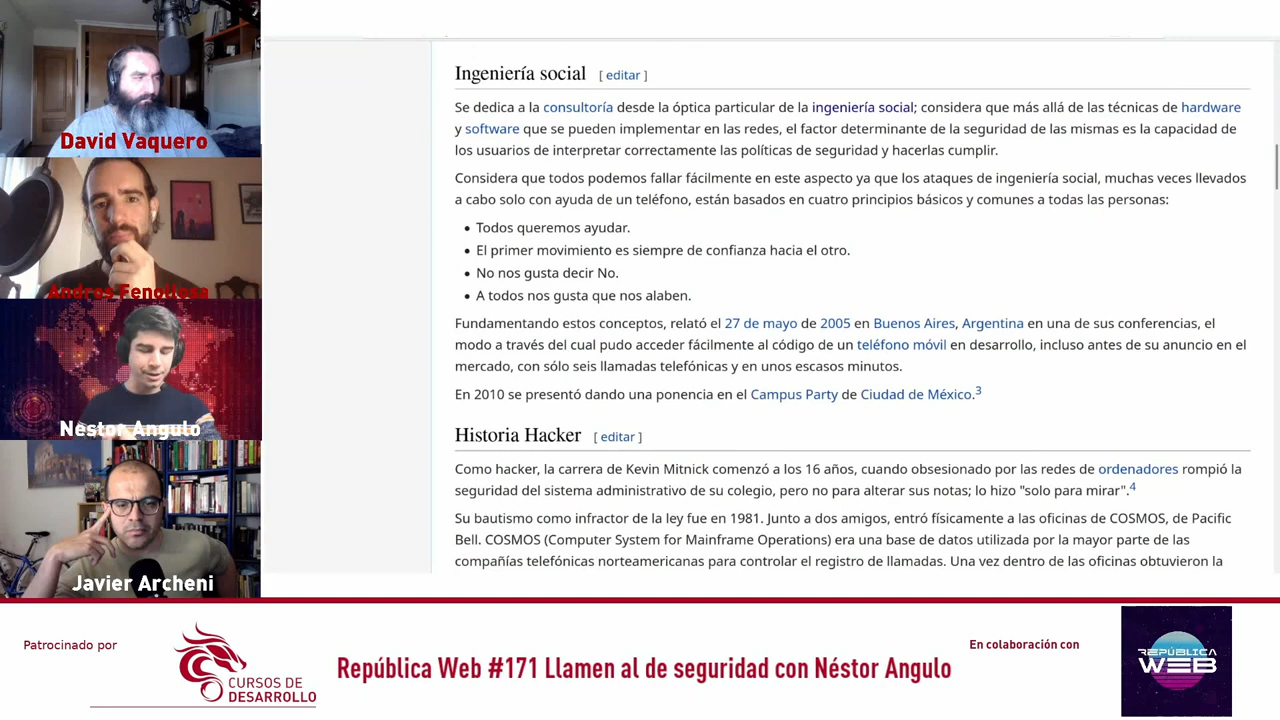 David Vaquero
Andros Fenollosa
Néstor Angulo
Javier Archeni
Ingeniería social [ editar ]
Se dedica a la consultoría desde la óptica particular de la ingeniería social; considera que más allá de las técnicas de hardware
y software que se pueden implementar en las redes, el factor determinante de la seguridad de las mismas es la capacidad de
los usuarios de interpretar correctamente las políticas de seguridad y hacerlas cumplir.
Considera que todos podemos fallar fácilmente en este aspecto ya que los ataques de ingeniería social, muchas veces llevados
a cabo solo con ayuda de un teléfono, están basados en cuatro principios básicos y comunes a todas las personas:
• Todos queremos ayudar.
• El primer movimiento es siempre de confianza hacia el otro.
• No nos gusta decir No.
• A todos nos gusta que nos alaben.
Fundamentando estos conceptos, relató el 27 de mayo de 2005 en Buenos Aires, Argentina en una de sus conferencias, el
modo a través del cual pudo acceder fácilmente al código de un teléfono móvil en desarrollo, incluso antes de su anuncio en el
mercado, con sólo seis llamadas telefónicas y en unos escasos minutos.
En 2010 se presentó dando una ponencia en el Campus Party de Ciudad de México.3
Historia Hacker [ editar ]
Como hacker, la carrera de Kevin Mitnick comenzó a los 16 años, cuando obsesionado por las redes de ordenadores rompió la
seguridad del sistema administrativo de su colegio, pero no para alterar sus notas; lo hizo "solo para mirar".4
Su bautismo como infractor de la ley fue en 1981. Junto a dos amigos, entró físicamente a las oficinas de COSMOS, de Pacific
Bell. COSMOS (Computer System for Mainframe Operations) era una base de datos utilizada por la mayor parte de las
compañías telefónicas norteamericanas para controlar el registro de llamadas. Una vez dentro de las oficinas obtuvieron la
Patrocinado por
CURSOS DE
DESARROLLO
República Web #171 Llamen al de seguridad con Néstor Angulo
En colaboración con
REPÚBLICA
WEB